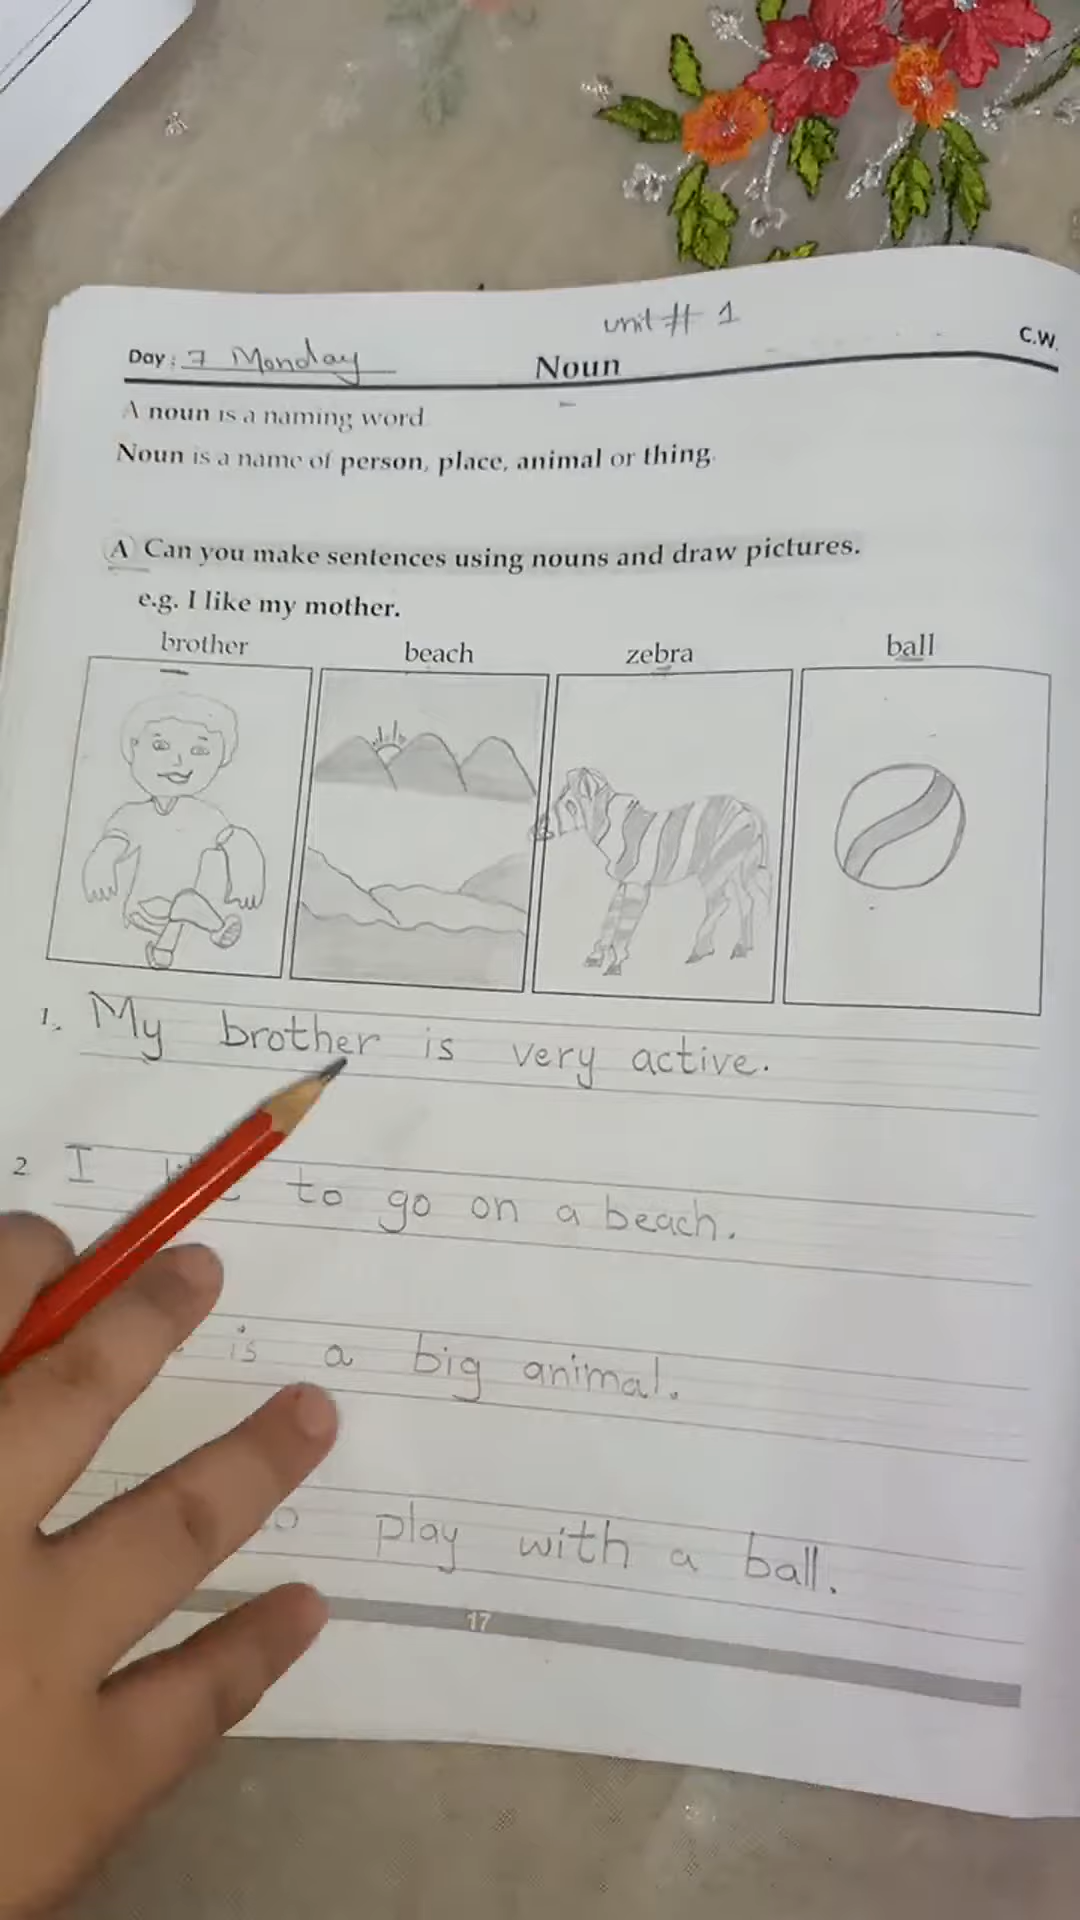 unit # 1
C.W.
Day: 7 Monday
Noun
A noun is a naming word
Noun is a name of person, place, animal or thing.
A Can you make sentences using nouns and draw pictures.
e.g. I like my mother.
brother beach zebra ball
1. My brother is very active.
2 I to go on a beach.
is a big animal.
play with a ball.
17